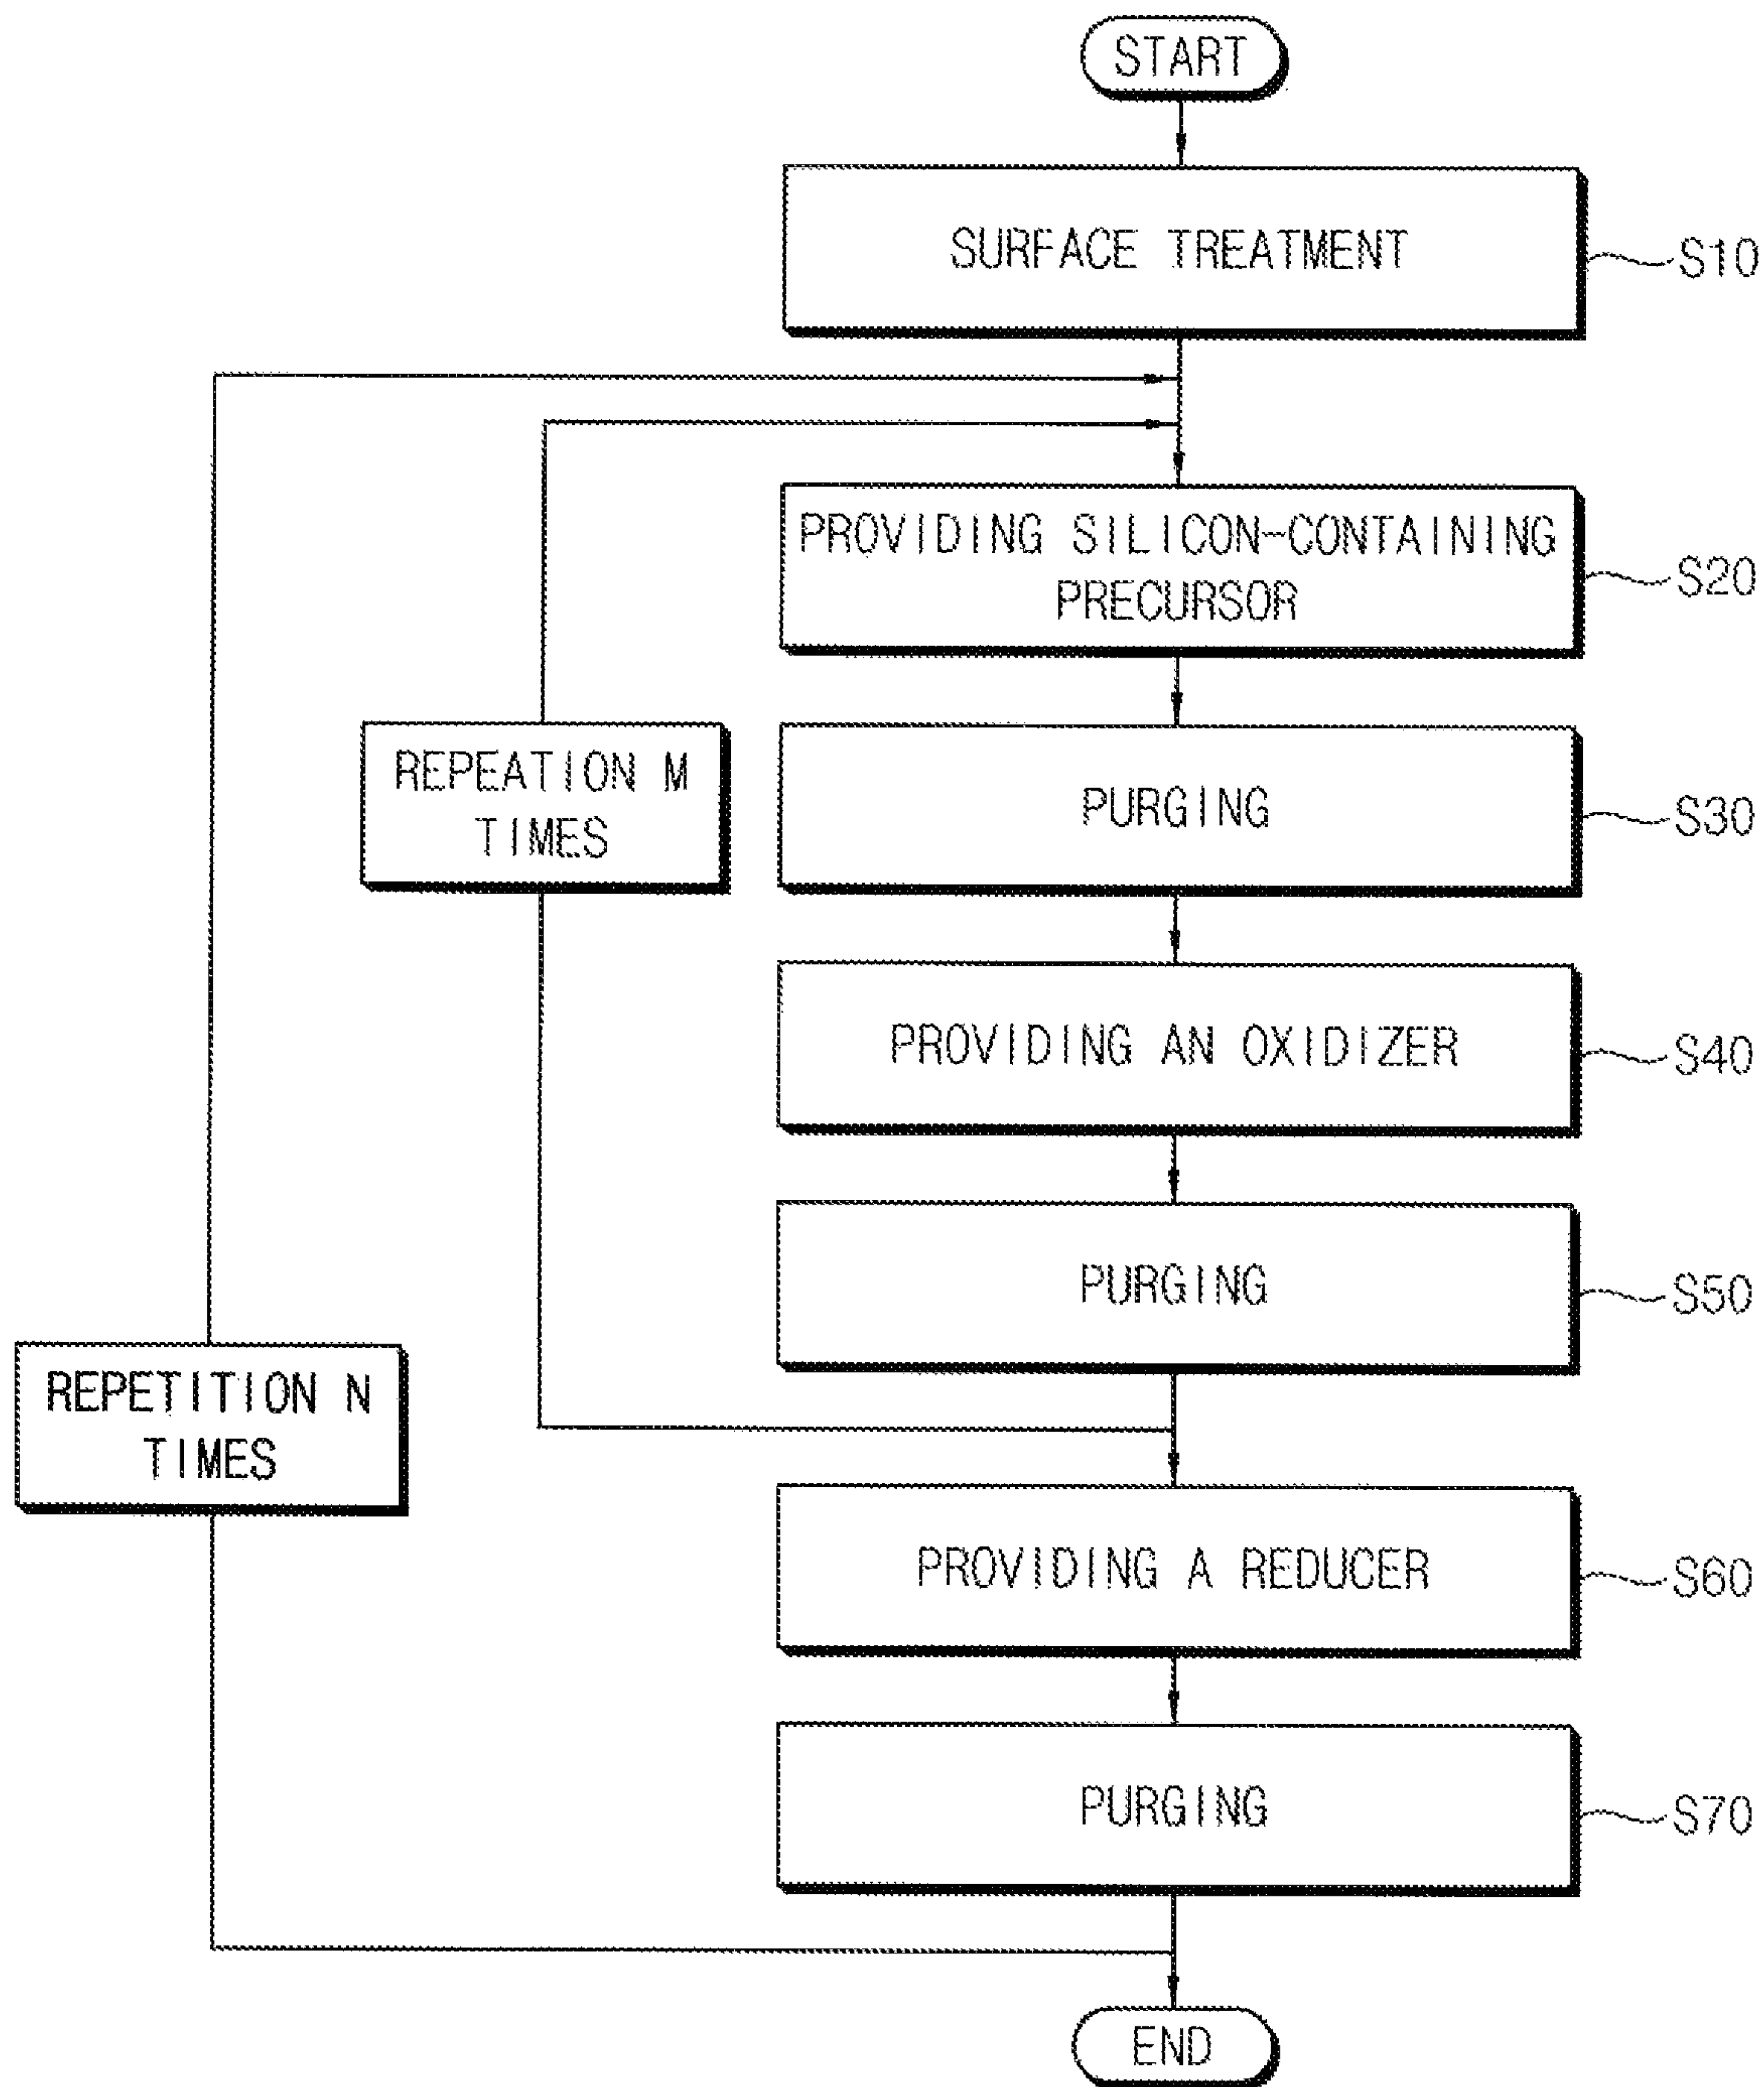 START
SURFACE TREATMENT
S10
PROVIDING SILICON-CONTAINING
PRECURSOR
S20
REPEATION M
TIMES
PURGING
S30
PROVIDING AN OXIDIZER
S40
PURGING
S50
REPETITION N
TIMES
PROVIDING A REDUCER
S60
PURGING
S70
END